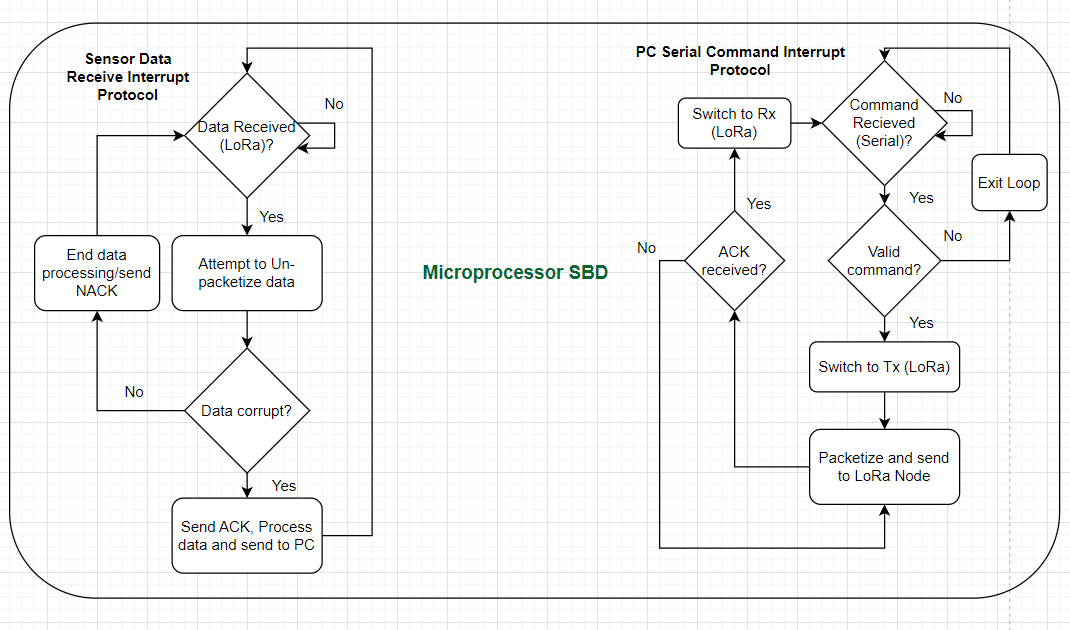 Sensor Data
Receive Interrupt
Protocol
No
Data Received
(LoRa)?
Yes
End data
processing/send
NACK
Attempt to Un-
packetize data
No
Data corrupt?
Yes
Send ACK, Process
data and send to PC
Microprocessor SBD
PC Serial Command Interrupt
Protocol
Switch to Rx
(LoRa)
Command
Recieved
(Serial)?
No
Exit Loop
Yes
Yes
No
ACK
received?
Valid
command?
No
Yes
Switch to Tx (LoRa)
Packetize and send
to LoRa Node